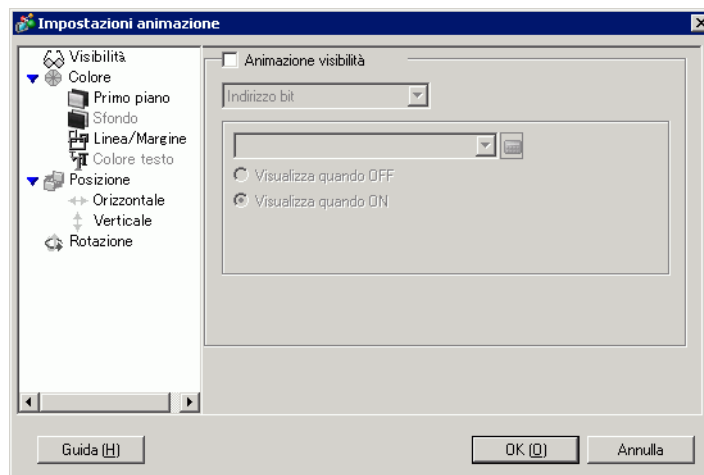 Impostazioni animazione
Visibilità
Colore
Primo piano
Sfondo
Linea/Margine
Colore testo
Posizione
Orizzontale
Verticale
Rotazione
Animazione visibilità
Indirizzo bit
Visualizza quando OFF
Visualizza quando ON
Guida (H)
OK (O)
Annulla